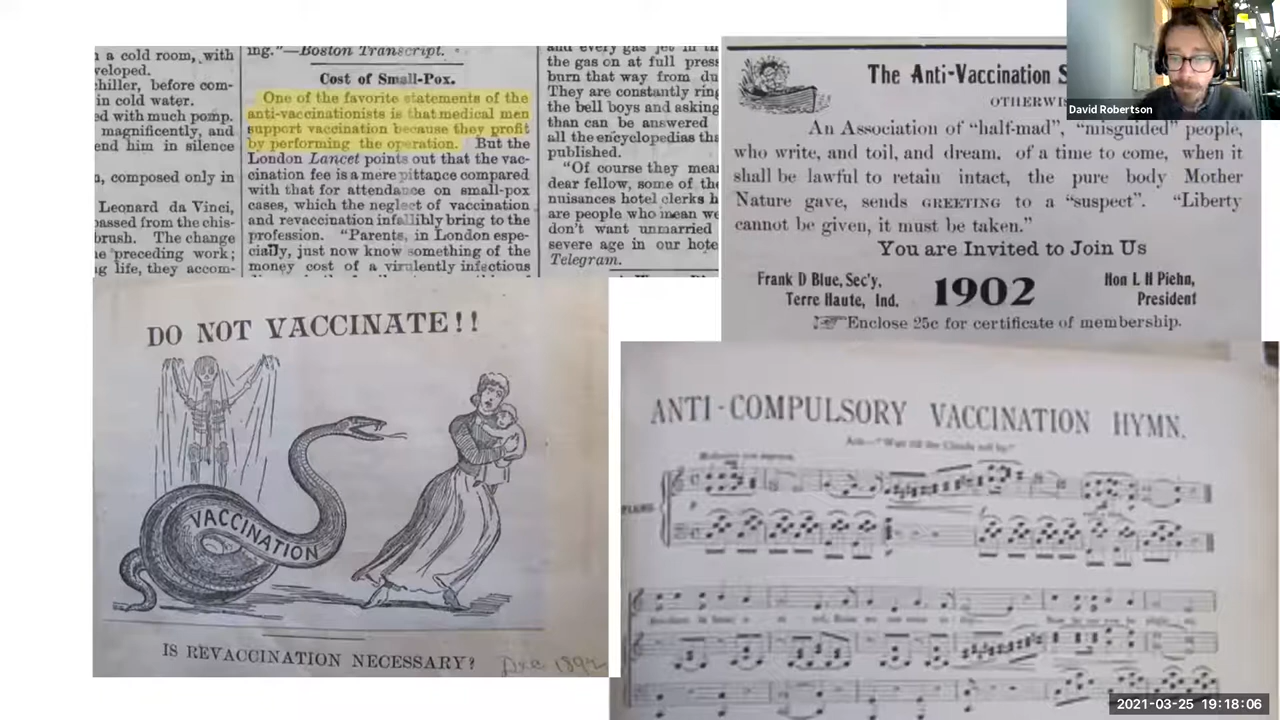 a cold room, with
veloped.
hiller, before com-
in cold water.
ed with much pomp.
magnificently, and
end him in silence
, composed only in
Leonard da Vinci,
passed from the chis-
brush. The change
preceding work;
g life, they accom-
ing."—Boston Transcript.
Cost of Small-Pox.
One of the favorite statements of the
anti-vaccinationists is that medical men
support vaccination because they profit
by performing the operation. But the
London Lancet points out that the vac-
cination fee is a mere pittance compared
with that for attendance on small-pox
cases, which the neglect of vaccination
and revaccination infallibly bring to the
profession. "Parents, in London espe-
cially, just now know something of the
money cost of a virulently infectious
and every gas jet in th
the gas on at full press
burn that way from du
They are constantly ring
the bell boys and asking
than can be answered
all the encyclopedias tha
published.
"Of course they mea
dear fellow, some of the
nuisances hotel clerks h
are people who mean we
don't want unmarried
severe age in our hote
Telegram.
The Anti-Vaccination S
OTHERWI
An Association of "half-mad", "misguided" people,
who write, and toil, and dream. of a time to come, when it
shall be lawful to retain intact, the pure body Mother
Nature gave, sends GREETING to a "suspect". "Liberty
cannot be given, it must be taken."
You are Invited to Join Us
Frank D Blue, Sec'y,
Terre Haute, Ind.
1902
Hon L H Piehn,
President
Enclose 25c for certificate of membership.
David Robertson
DO NOT VACCINATE!!
VACCINATION
IS REVACCINATION NECESSARY?
Dec 1892
ANTI-COMPULSORY VACCINATION HYMN.
Air—"Wait till the Clouds roll by."
PIANO.
2021-03-25 19:18:06